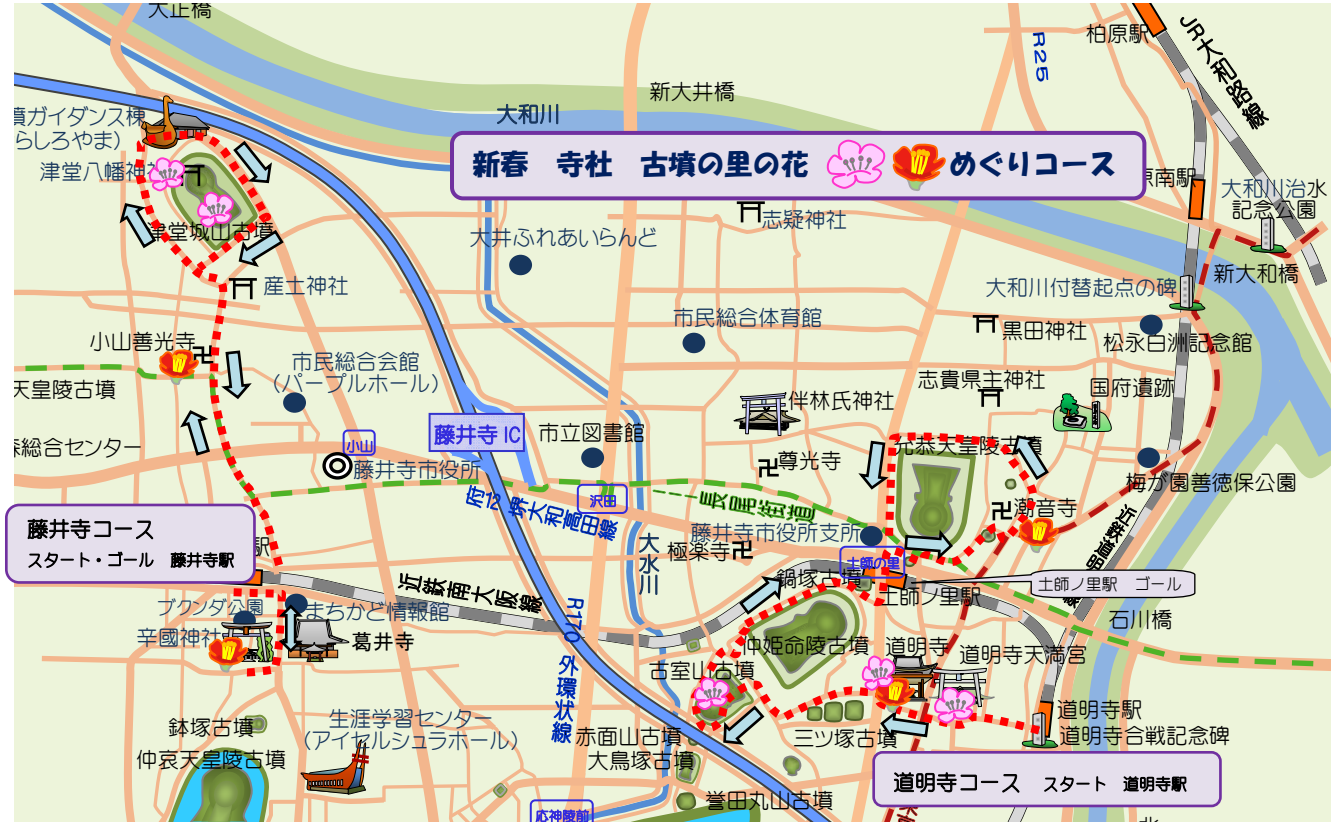 大正橋
柏原駅
JR大和路線
R25
新大井橋
大和川
墳ガイダンス棟
らしろやま）
津堂八幡神社
新春　寺社　古墳の里の花　めぐりコース
原南駅
大和川治水
記念公園
津堂城山古墳
志疑神社
大井ふれあいらんど
新大和橋
産土神社
大和川付替起点の碑
市民総合体育館
黒田神社
松永白洲記念館
小山善光寺
市民総合会館
（パープルホール）
天皇陵古墳
志貴県主神社
国府遺跡
伴林氏神社
藤井寺 IC
市立図書館
総合センター
小山
藤井寺市役所
允恭天皇陵古墳
尊光寺
梅が園善徳保公園
沢田
長尾街道
府12 堺大和高田線
潮音寺
藤井寺コース
スタート・ゴール　藤井寺駅
駅
大水川
藤井寺市役所支所
極楽寺
土師の里
近鉄道明寺線
近鉄南大阪線
鍋塚古墳
土師ノ里駅
土師ノ里駅　ゴール
ブクンダ公園
まちかど情報館
辛國神社
葛井寺
R170 外環状線
石川橋
仲姫命陵古墳
道明寺
道明寺天満宮
古室山古墳
鉢塚古墳
生涯学習センター
（アイセルシュラホール）
赤面山古墳
三ツ塚古墳
道明寺駅
道明寺合戦記念碑
仲哀天皇陵古墳
大鳥塚古墳
道明寺コース　スタート　道明寺駅
誉田丸山古墳
応神陵前